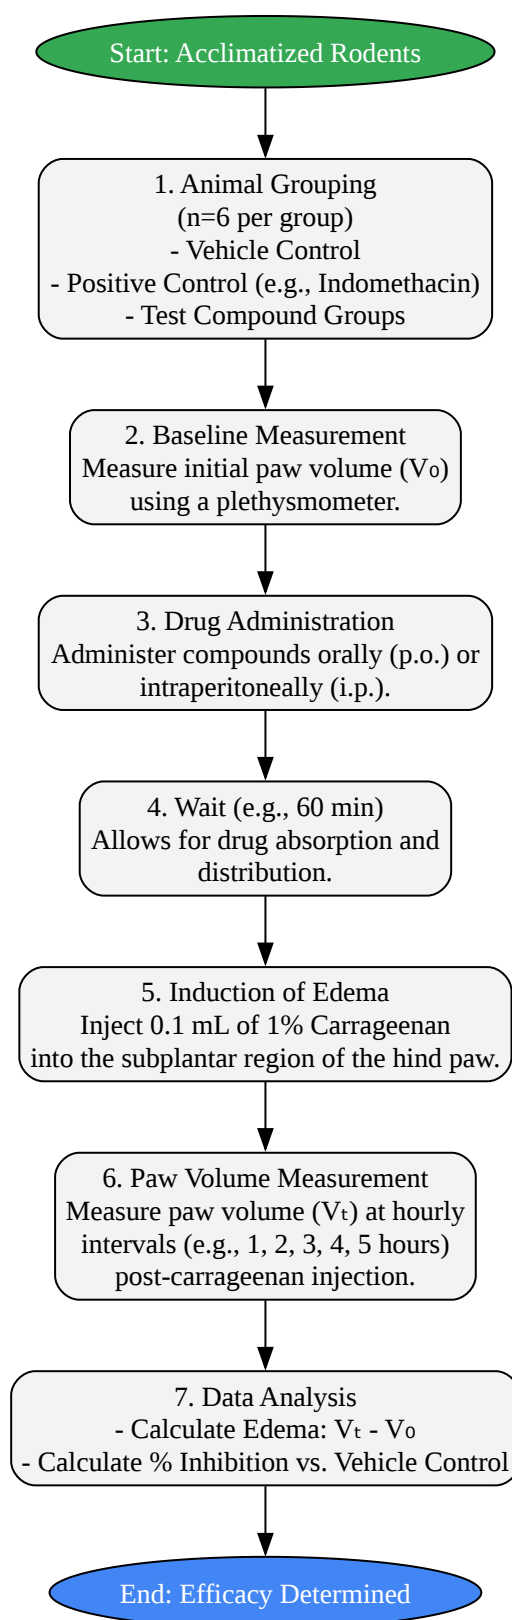 Start: Acclimatized Rodents
1. Animal Grouping
(n=6 per group)
- Vehicle Control
- Positive Control (e.g., Indomethacin)
- Test Compound Groups
2. Baseline Measurement
Measure initial paw volume (V₀)
using a plethysmometer.
3. Drug Administration
Administer compounds orally (p.o.) or
intraperitoneally (i.p.).
4. Wait (e.g., 60 min)
Allows for drug absorption and
distribution.
5. Induction of Edema
Inject 0.1 mL of 1% Carrageenan
into the subplantar region of the hind paw.
6. Paw Volume Measurement
Measure paw volume (Vₜ) at hourly
intervals (e.g., 1, 2, 3, 4, 5 hours)
post-carrageenan injection.
7. Data Analysis
- Calculate Edema: Vₜ - V₀
- Calculate % Inhibition vs. Vehicle Control
End: Efficacy Determined